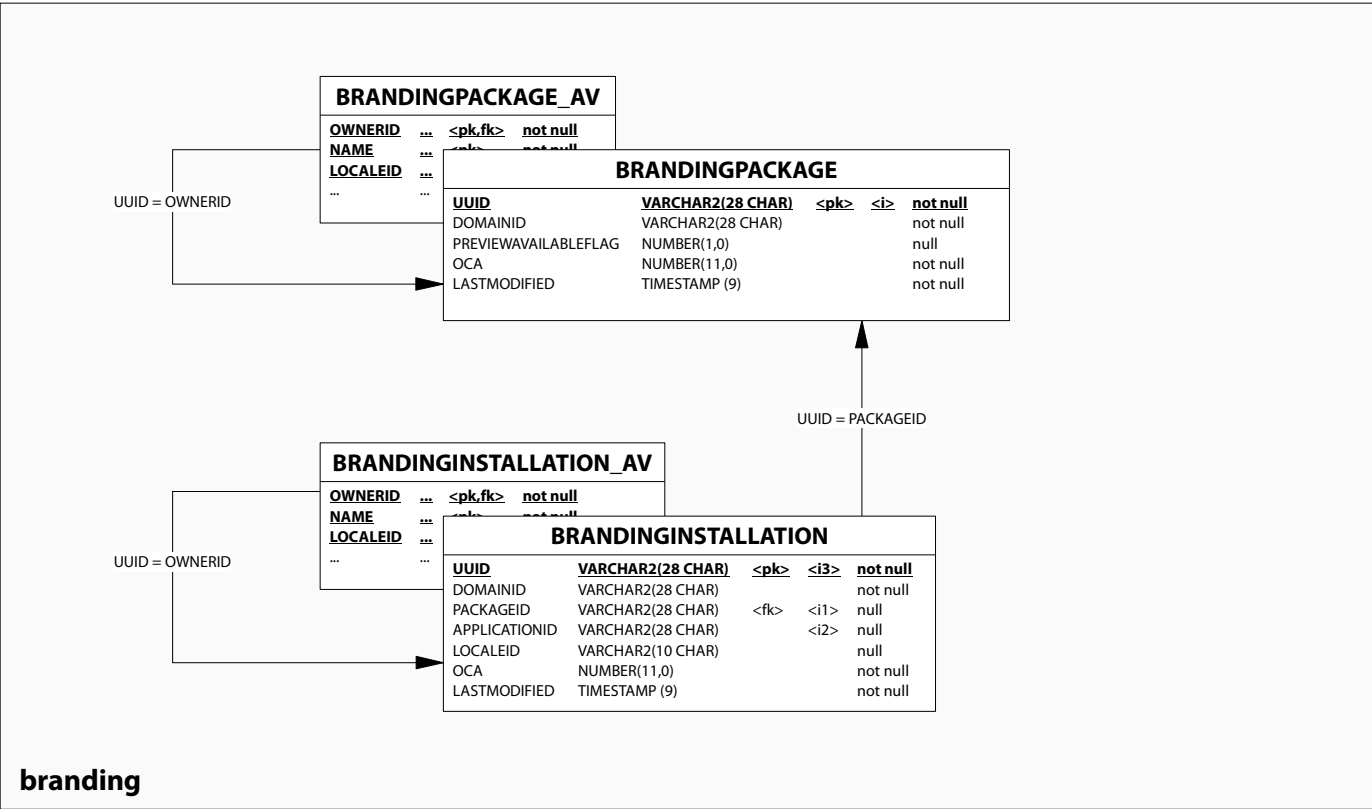 BRANDINGPACKAGE_AV
OWNERID ... <pk,fk> not null
NAME ...
LOCALEID ...
... ...
BRANDINGPACKAGE
UUID VARCHAR2(28 CHAR) <pk> <i> not null
DOMAINID VARCHAR2(28 CHAR) not null
PREVIEWAVAILABLEFLAG NUMBER(1,0) null
OCA NUMBER(11,0) not null
LASTMODIFIED TIMESTAMP (9) not null
UUID = OWNERID
UUID = PACKAGEID
BRANDINGINSTALLATION_AV
OWNERID ... <pk,fk> not null
NAME ...
LOCALEID ...
... ...
BRANDINGINSTALLATION
UUID VARCHAR2(28 CHAR) <pk> <i3> not null
DOMAINID VARCHAR2(28 CHAR) not null
PACKAGEID VARCHAR2(28 CHAR) <fk> <i1> null
APPLICATIONID VARCHAR2(28 CHAR) <i2> null
LOCALEID VARCHAR2(10 CHAR) null
OCA NUMBER(11,0) not null
LASTMODIFIED TIMESTAMP (9) not null
UUID = OWNERID
branding